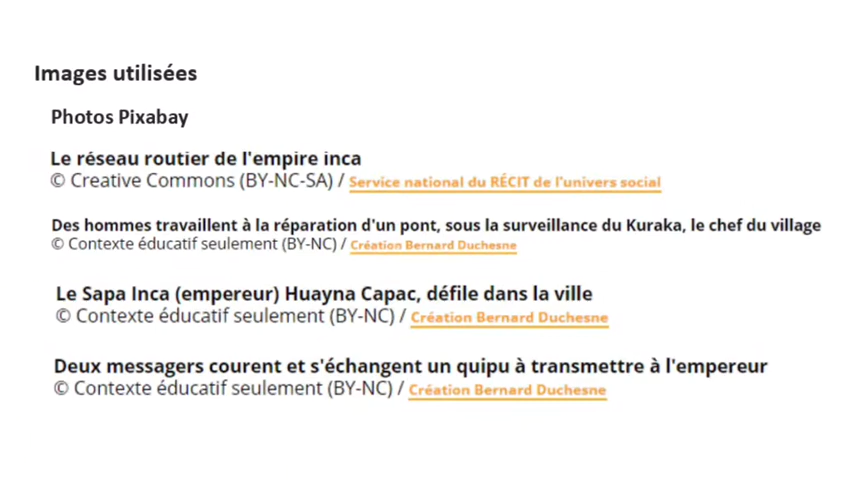 Images utilisées
Photos Pixabay
Le réseau routier de l'empire inca
© Creative Commons (BY-NC-SA) / Service national du RÉCIT de l'univers social
Des hommes travaillent à la réparation d'un pont, sous la surveillance du Kuraka, le chef du village
© Contexte éducatif seulement (BY-NC) / Création Bernard Duchesne
Le Sapa Inca (empereur) Huayna Capac, défile dans la ville
© Contexte éducatif seulement (BY-NC) / Création Bernard Duchesne
Deux messagers courent et s'échangent un quipu à transmettre à l'empereur
© Contexte éducatif seulement (BY-NC) / Création Bernard Duchesne